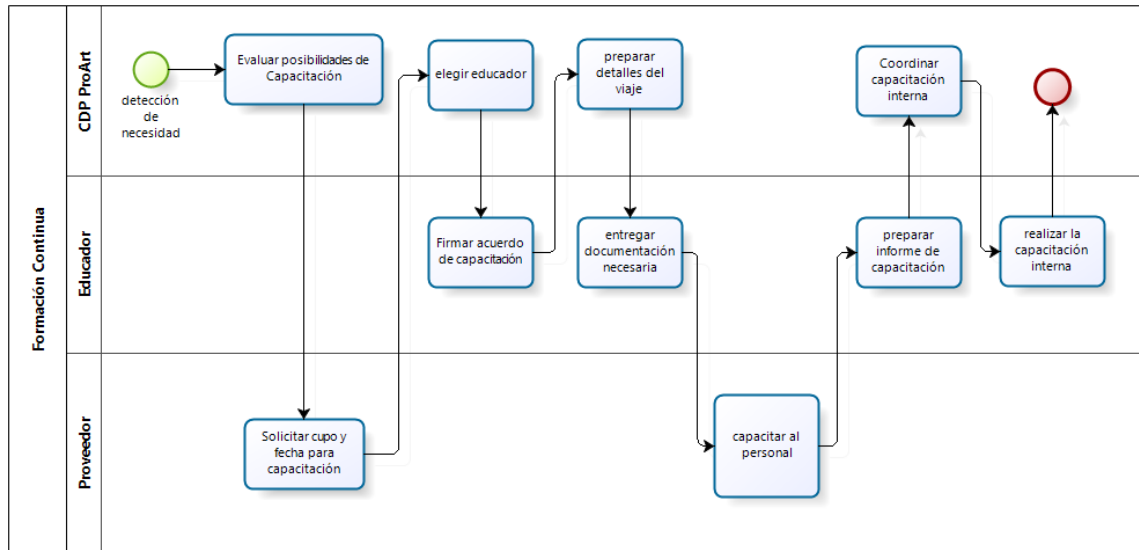 Formación Continua
CDP ProArt
detección
de
necesidad
Evaluar posibilidades de
Capacitación
elegir educador
preparar
detalles del
viaje
Coordinar
capacitación
interna
Educador
Firmar acuerdo
de capacitación
entregar
documentación
necesaria
preparar
informe de
capacitación
realizar la
capacitación
interna
Proveedor
Solicitar cupo y
fecha para
capacitación
capacitar al
personal